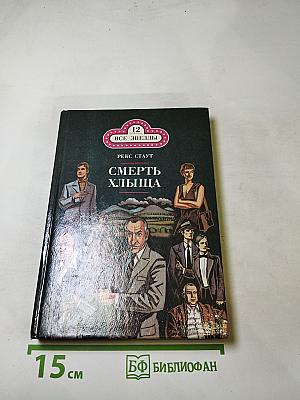 12
ВСЕ ЗВЕЗДЫ
РЕКС СТАУТ
СМЕРТЬ
ХЛЫЩА
15 см
БФ БИБЛИОФАН